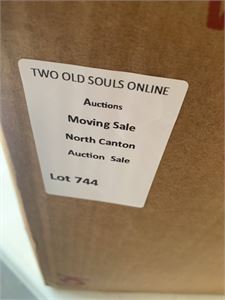 TWO OLD SOULS ONLINE
Auctions
Moving Sale
North Canton
Auction Sale
Lot 744